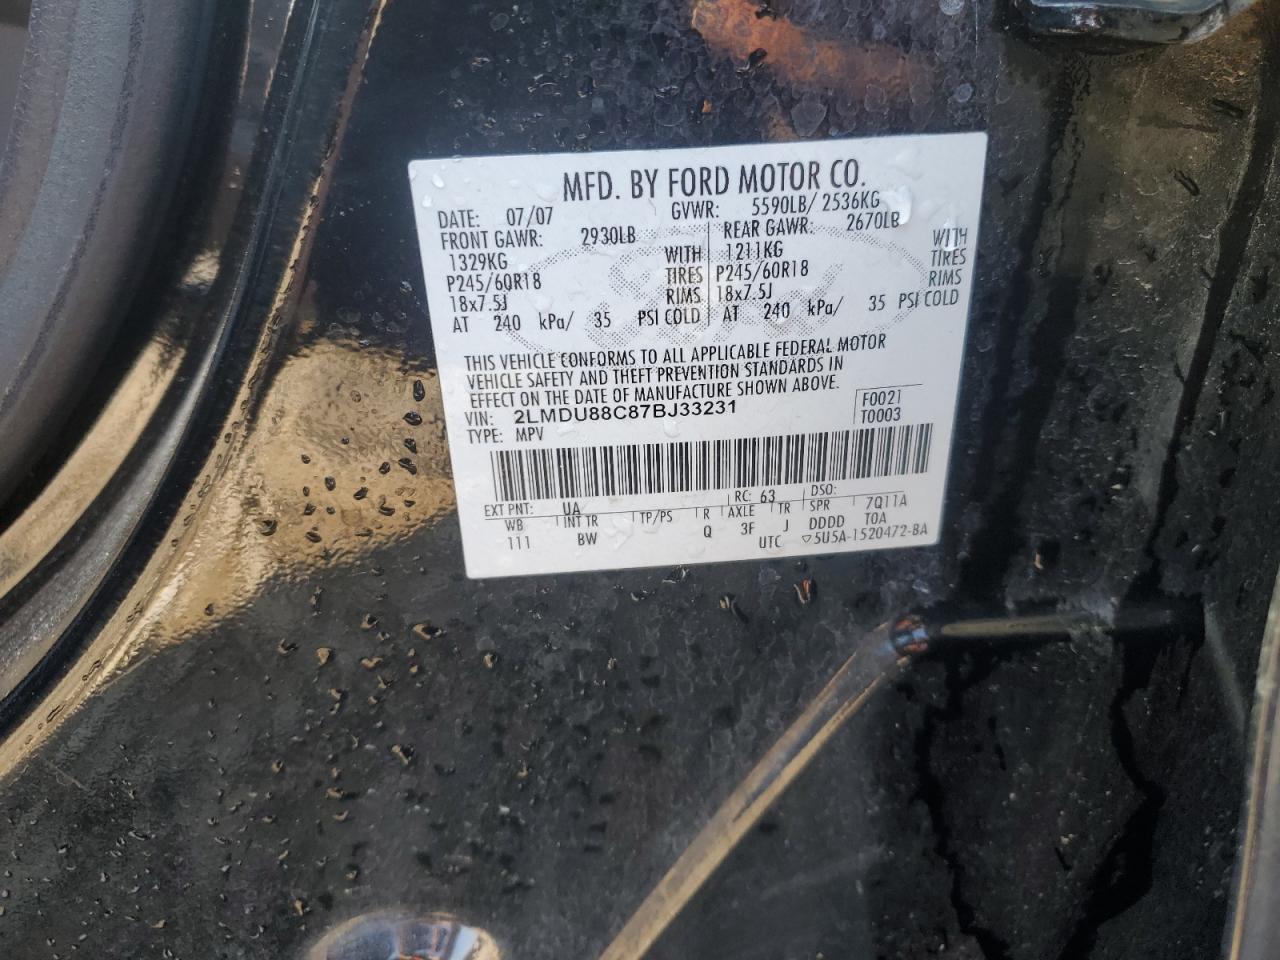 MFD. BY FORD MOTOR CO.
DATE: 07/07 GVWR: 5590LB/ 2536KG
FRONT GAWR: 2930LB REAR GAWR: 2670LB
1329KG WITH 1211KG WITH
P245/60R18 TIRES P245/60R18 TIRES
18x7.5J RIMS 18x7.5J RIMS
AT 240 kPa/ 35 PSI COLD AT 240 kPa/ 35 PSI COLD
THIS VEHICLE CONFORMS TO ALL APPLICABLE FEDERAL MOTOR
VEHICLE SAFETY AND THEFT PREVENTION STANDARDS IN
EFFECT ON THE DATE OF MANUFACTURE SHOWN ABOVE.
VIN: 2LMDU88C87BJ33231 F0021
TYPE: MPV T0003
EXT PNT: UA RC: 63 DSO:
WB INT TR TP/PS R AXLE TR SPR 7Q11A
111 BW Q 3F J DDDD TOA
UTC ▽5U5A-1520472-BA